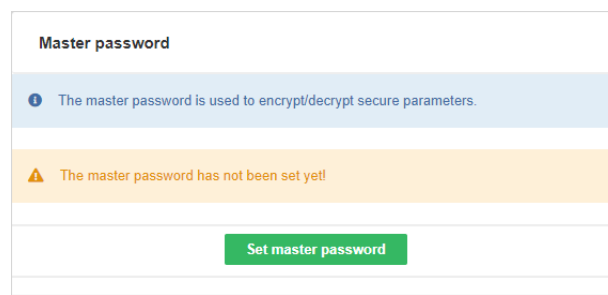 Master password
The master password is used to encrypt/decrypt secure parameters.
The master password has not been set yet!
Set master password